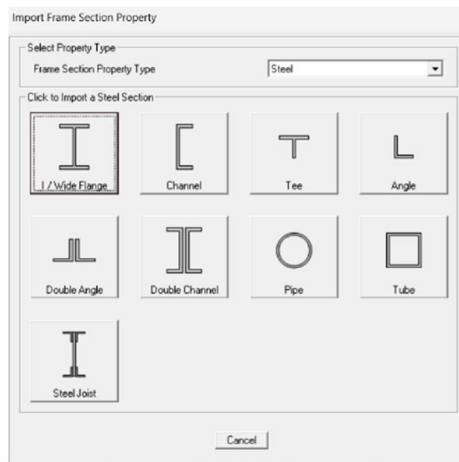 Import Frame Section Property
Select Property Type
Frame Section Property Type
Steel
Click to Import a Steel Section
I / Wide Flange
Channel
Tee
Angle
Double Angle
Double Channel
Pipe
Tube
Steel Joist
Cancel